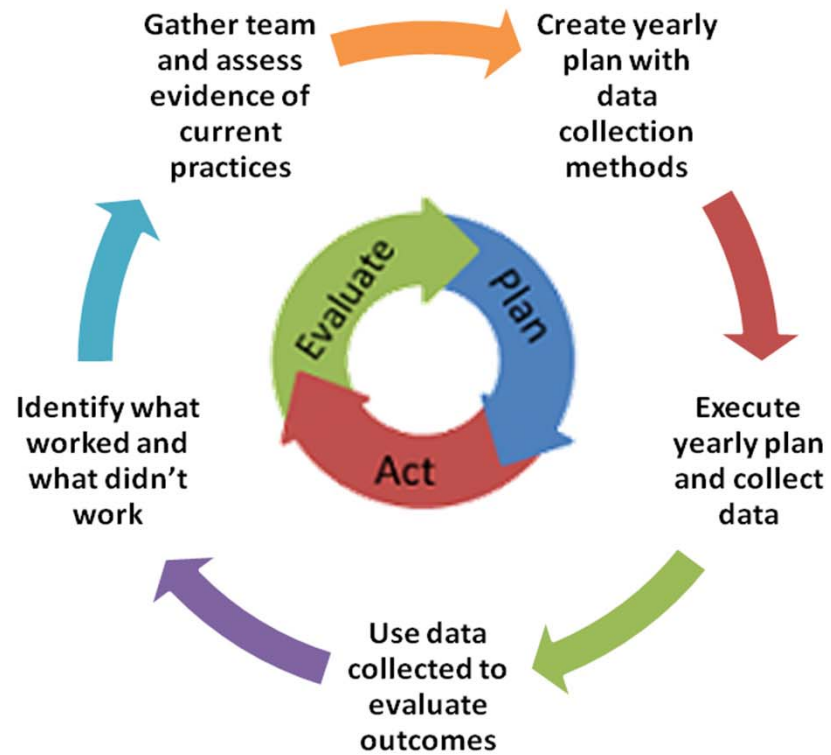 Gather team
and assess
evidence of
current
practices
Create yearly
plan with
data
collection
methods
Execute
yearly plan
and collect
data
Use data
collected to
evaluate
outcomes
Identify what
worked and
what didn't
work
Evaluate
Plan
Act